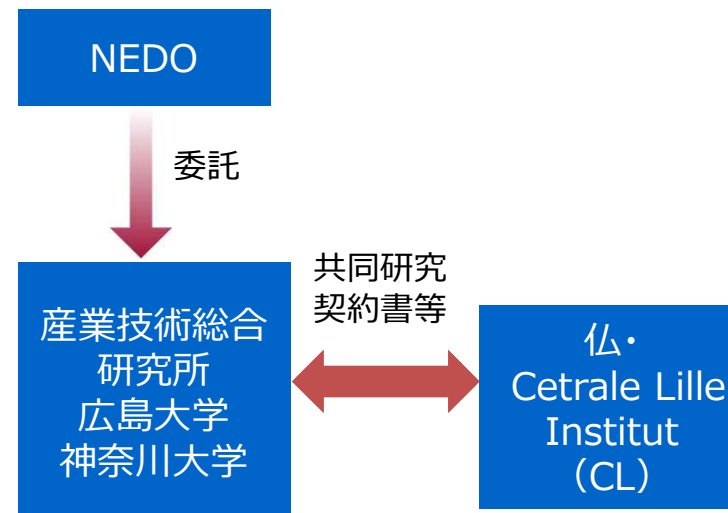 NEDO
委託
共同研究
契約書等
産業技術総合
研究所
広島大学
神奈川大学
仏・
Cetrale Lille
Institut
（CL）